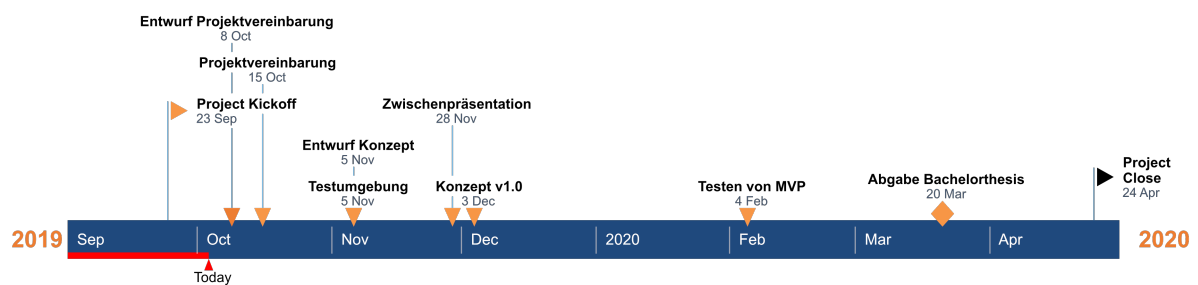 Entwurf Projektvereinbarung
8 Oct
Projektvereinbarung
15 Oct
Project Kickoff
23 Sep
Zwischenpräsentation
28 Nov
Entwurf Konzept
5 Nov
Testumgebung
5 Nov
Konzept v1.0
3 Dec
Testen von MVP
4 Feb
Abgabe Bachelorthesis
20 Mar
Project
Close
24 Apr
2019 Sep Oct Nov Dec 2020 Feb Mar Apr 2020
Today